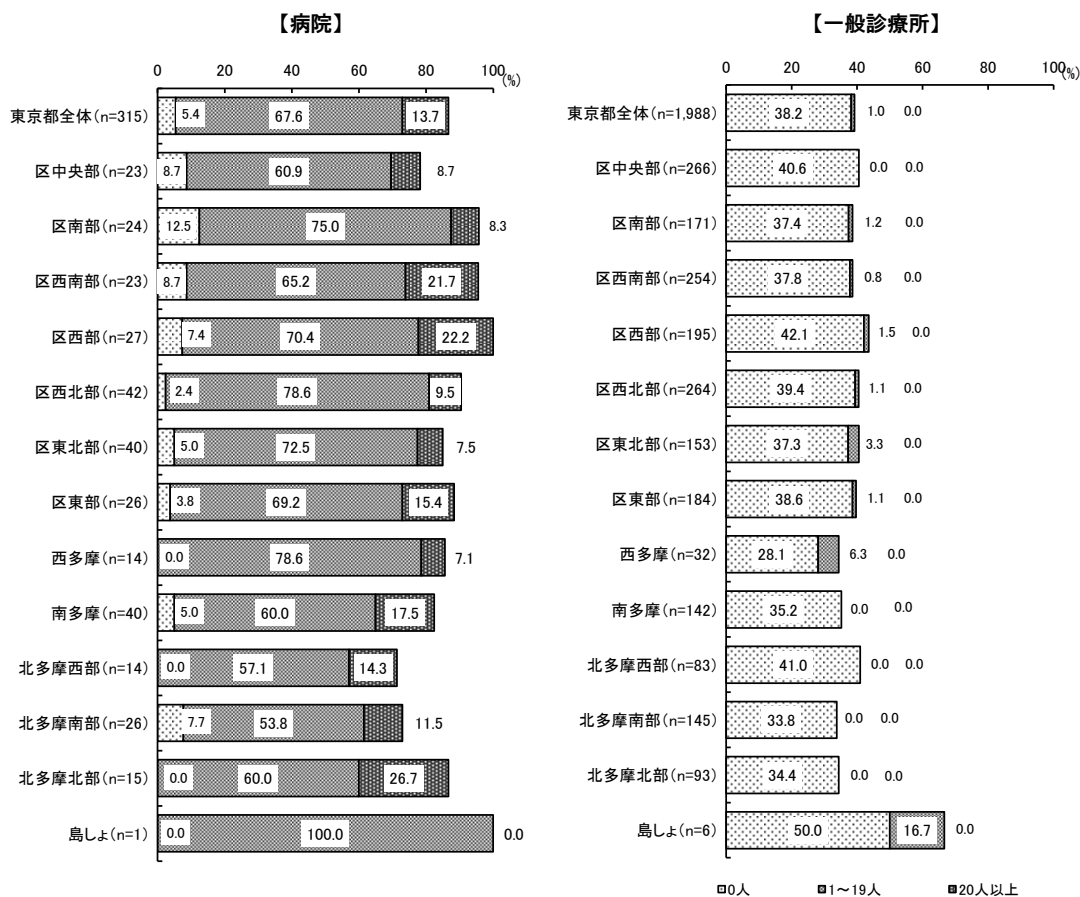 【病院】
0 20 40 60 80 100
(%)
東京都全体(n=315) 5.4 67.6 13.7
区中央部(n=23) 8.7 60.9 8.7
区南部(n=24) 12.5 75.0 8.3
区西南部(n=23) 8.7 65.2 21.7
区西部(n=27) 7.4 70.4 22.2
区西北部(n=42) 2.4 78.6 9.5
区東北部(n=40) 5.0 72.5 7.5
区東部(n=26) 3.8 69.2 15.4
西多摩(n=14) 0.0 78.6 7.1
南多摩(n=40) 5.0 60.0 17.5
北多摩西部(n=14) 0.0 57.1 14.3
北多摩南部(n=26) 7.7 53.8 11.5
北多摩北部(n=15) 0.0 60.0 26.7
島しょ(n=1) 0.0 100.0 0.0
【一般診療所】
0 20 40 60 80 100
(%)
東京都全体(n=1,988) 38.2 1.0 0.0
区中央部(n=266) 40.6 0.0 0.0
区南部(n=171) 37.4 1.2 0.0
区西南部(n=254) 37.8 0.8 0.0
区西部(n=195) 42.1 1.5 0.0
区西北部(n=264) 39.4 1.1 0.0
区東北部(n=153) 37.3 3.3 0.0
区東部(n=184) 38.6 1.1 0.0
西多摩(n=32) 28.1 6.3 0.0
南多摩(n=142) 35.2 0.0 0.0
北多摩西部(n=83) 41.0 0.0 0.0
北多摩南部(n=145) 33.8 0.0 0.0
北多摩北部(n=93) 34.4 0.0 0.0
島しょ(n=6) 50.0 16.7 0.0
0人 1～19人 20人以上